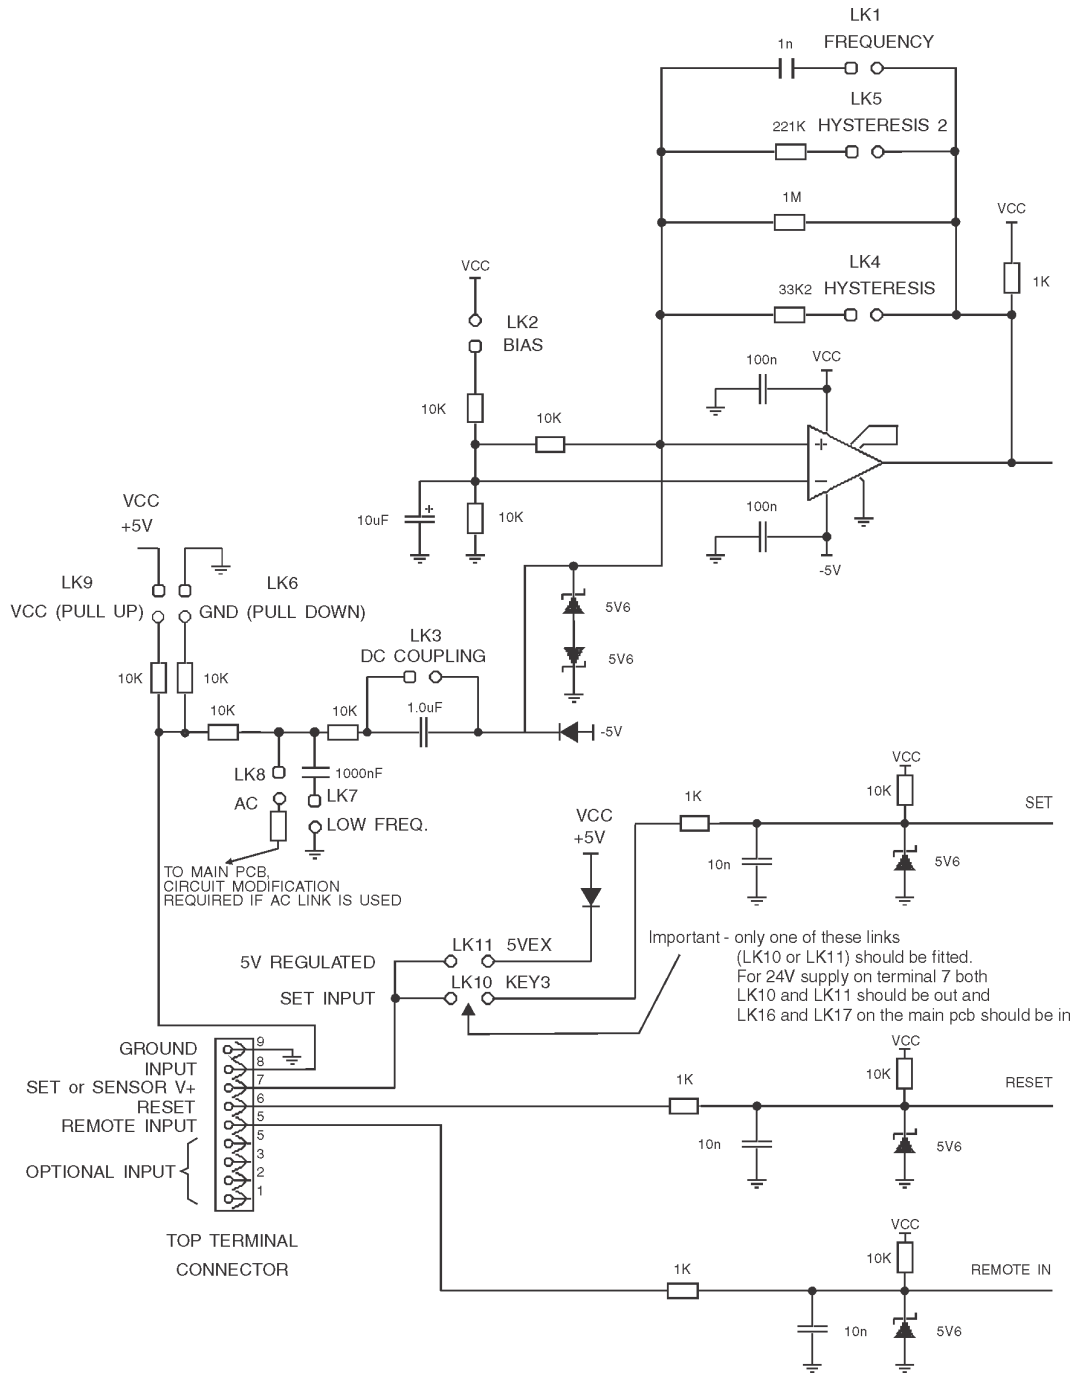 LK1
1n FREQUENCY
LK5
221K HYSTERESIS 2
1M
VCC
LK4
33K2 HYSTERESIS
1K
VCC
LK2
BIAS
100n VCC
10K
10K
+
−
+
10uF
10K
100n
-5V
VCC
+5V
LK9 LK6
VCC (PULL UP) GND (PULL DOWN)
5V6
LK3
DC COUPLING
5V6
10K 10K
10K 10K 1.0uF
-5V
LK8 1000nF
AC LK7
LOW FREQ.
TO MAIN PCB,
CIRCUIT MODIFICATION
REQUIRED IF AC LINK IS USED
VCC
+5V
VCC
1K 10K
SET
10n 5V6
LK11 5VEX
5V REGULATED
LK10 KEY3
SET INPUT
Important - only one of these links
(LK10 or LK11) should be fitted.
For 24V supply on terminal 7 both
LK10 and LK11 should be out and
LK16 and LK17 on the main pcb should be in
GROUND 9
INPUT 8
SET or SENSOR V+ 7
RESET 6
REMOTE INPUT 5
5
3
OPTIONAL INPUT 2
1
TOP TERMINAL
CONNECTOR
VCC
1K 10K
RESET
10n 5V6
VCC
1K 10K
REMOTE IN
10n 5V6